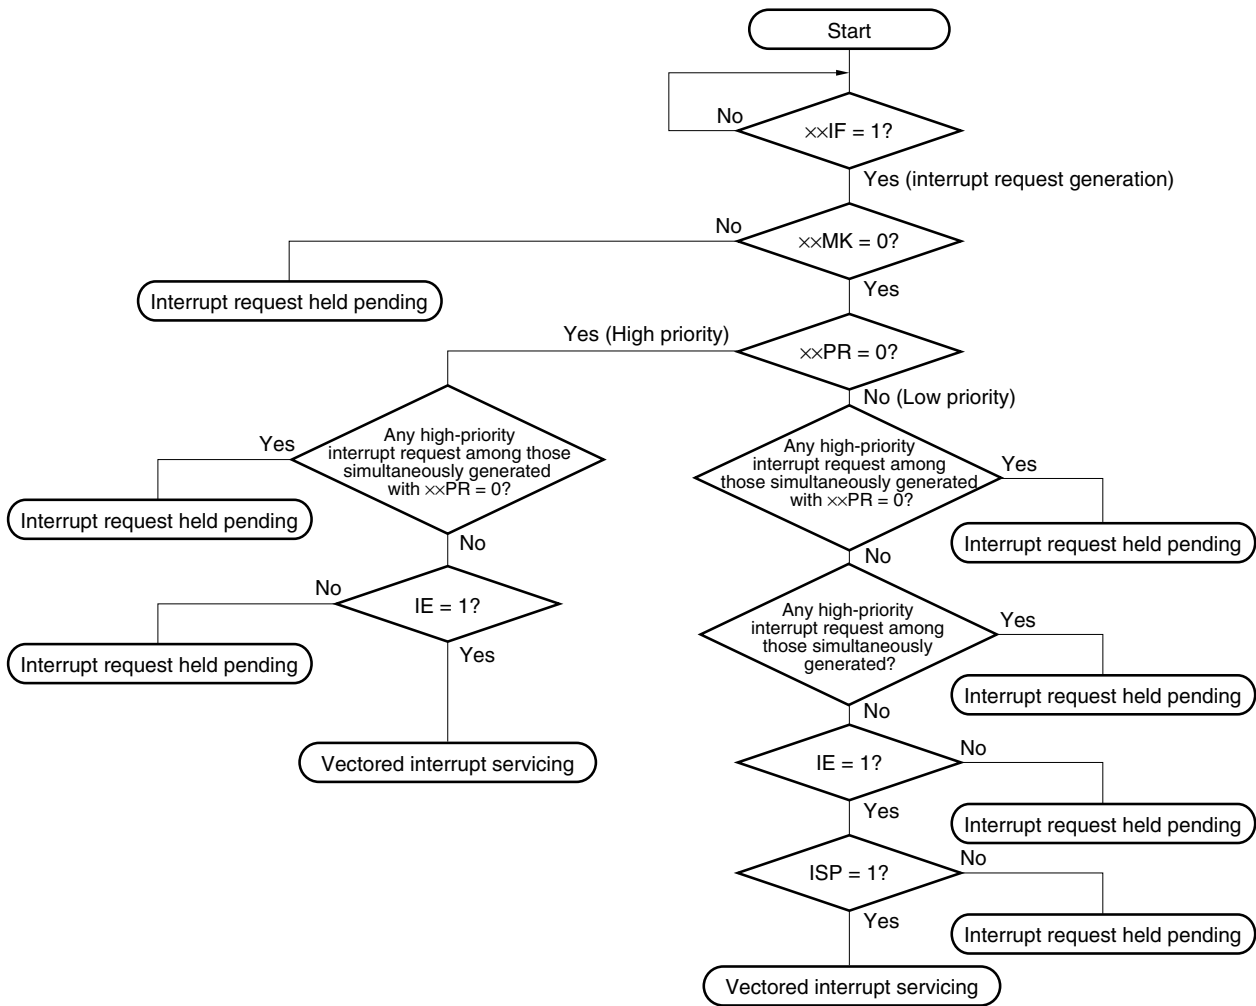 Start
No
××IF = 1?
Yes (interrupt request generation)
No
××MK = 0?
Interrupt request held pending
Yes
Yes (High priority)
××PR = 0?
No (Low priority)
Yes
Any high-priority
interrupt request among those
simultaneously generated
with ××PR = 0?
Any high-priority
interrupt request among
those simultaneously generated
with ××PR = 0?
Yes
Interrupt request held pending
No
Interrupt request held pending
No
No
IE = 1?
Any high-priority
interrupt request among
those simultaneously
generated?
Yes
Interrupt request held pending
Yes
Interrupt request held pending
No
Vectored interrupt servicing
IE = 1?
No
Yes
Interrupt request held pending
ISP = 1?
No
Yes
Interrupt request held pending
Vectored interrupt servicing